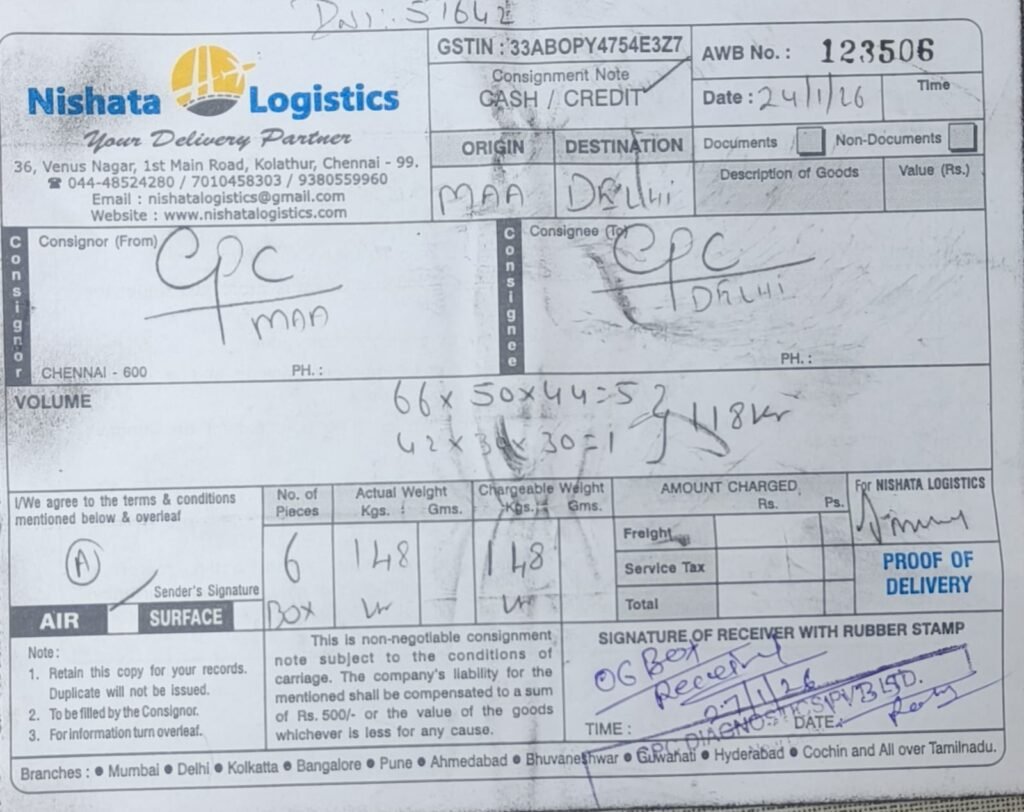 DN: 51642
Nishata Logistics
Your Delivery Partner
36, Venus Nagar, 1st Main Road, Kolathur, Chennai - 99.
☎ 044-48524280 / 7010458303 / 9380559960
Email : nishatalogistics@gmail.com
Website : www.nishatalogistics.com
GSTIN : 33ABOPY4754E3Z7
Consignment Note
CASH / CREDIT
AWB No. : 123506
Date : 24/1/26
Time
ORIGIN DESTINATION
MAA DELHI
Documents Non-Documents
Description of Goods Value (Rs.)
Consignor
Consignor (From)
CPC
MAA
CHENNAI - 600 PH. :
Consignee
Consignee (To)
CPC
DELHI
PH. :
VOLUME
66 x 50 x 44 = 5
42 x 30 = 1
I/We agree to the terms & conditions
mentioned below & overleaf
A
Sender's Signature
AIR SURFACE
No. of Pieces
6
BOX
Actual Weight
Kgs. Gms.
148
Chargeable Weight
Kgs. Gms.
148
AMOUNT CHARGED
Rs. Ps.
Freight
Service Tax
Total
For NISHATA LOGISTICS
PROOF OF
DELIVERY
Note :
1. Retain this copy for your records.
Duplicate will not be issued.
2. To be filled by the Consignor.
3. For information turn overleaf.
This is non-negotiable consignment
note subject to the conditions of
carriage. The company's liability for the
mentioned shall be compensated to a sum
of Rs. 500/- or the value of the goods
whichever is less for any cause.
SIGNATURE OF RECEIVER WITH RUBBER STAMP
06 Box
27/1/26
DIAGNOSTICS
TIME : DATE
Branches : ● Mumbai ● Delhi ● Kolkatta ● Bangalore ● Pune ● Ahmedabad ● Bhuvaneshwar ● Guwahati ● Hyderabad ● Cochin and All over Tamilnadu.